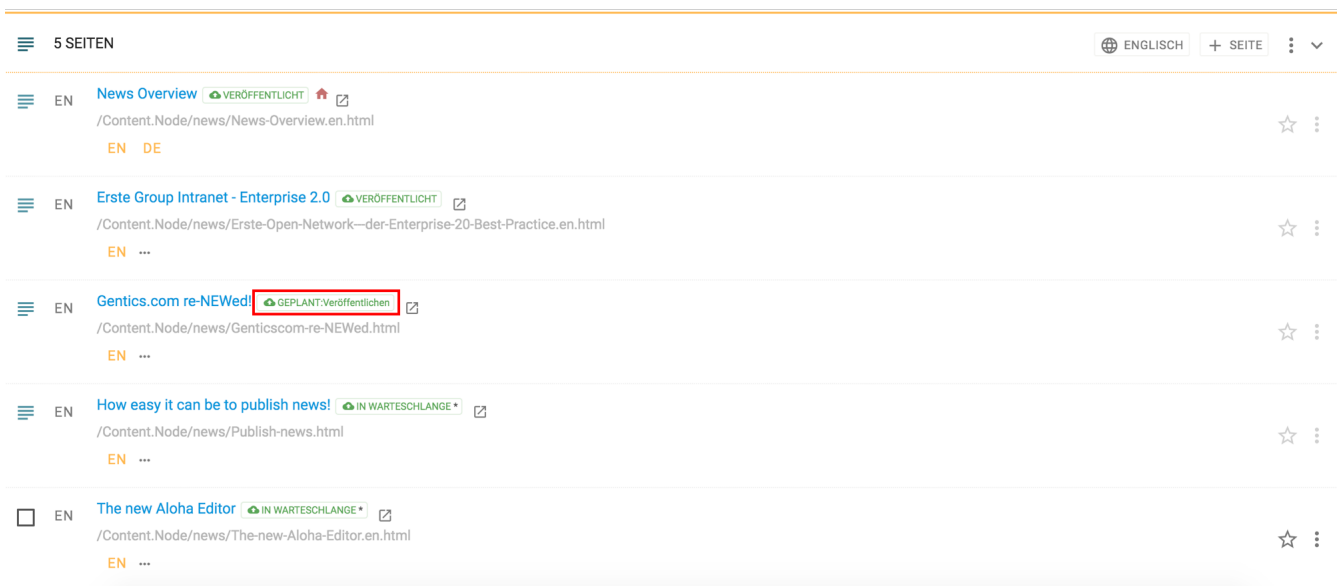 5 SEITEN ENGLISCH + SEITE
EN News Overview VERÖFFENTLICHT
/Content.Node/news/News-Overview.en.html
EN DE
EN Erste Group Intranet - Enterprise 2.0 VERÖFFENTLICHT
/Content.Node/news/Erste-Open-Network—der-Enterprise-20-Best-Practice.en.html
EN ...
EN Gentics.com re-NEWed! GEPLANT:Veröffentlichen
/Content.Node/news/Genticscom-re-NEWed.html
EN ...
EN How easy it can be to publish news! IN WARTESCHLANGE *
/Content.Node/news/Publish-news.html
EN ...
EN The new Aloha Editor IN WARTESCHLANGE *
/Content.Node/news/The-new-Aloha-Editor.en.html
EN ...